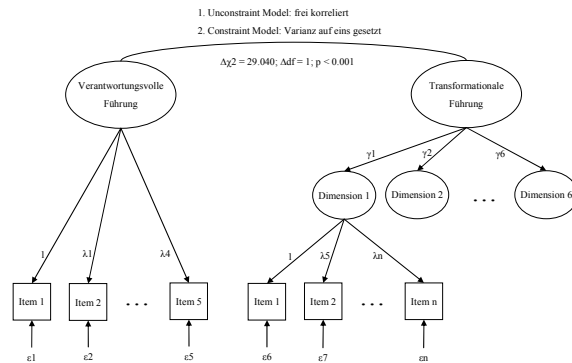 1. Unconstraint Model: frei korreliert
2. Constraint Model: Varianz auf eins gesetzt
Δχ2 = 29.040; Δdf = 1; p < 0.001
Verantwortungsvolle
Führung
Transformationale
Führung
γ1
γ2
γ6
Dimension 1
Dimension 2
. . .
Dimension 6
1
λ1
λ4
1
λ5
λn
Item 1
Item 2
. . .
Item 5
Item 1
Item 2
. . .
Item n
ε1
ε2
ε5
ε6
ε7
εn